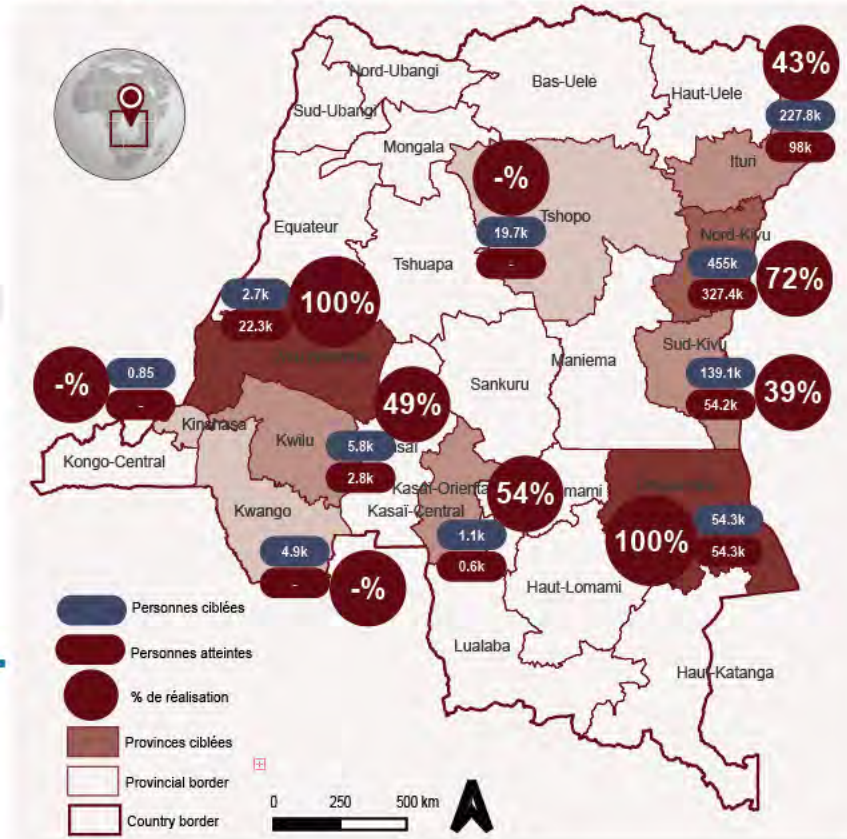 43%
Nord-Ubangi
Bas-Uele
Haut-Uele
Sud-Ubangi
227.8k
98k
Mongala
Ituri
-%
Tshopo
19.7k
-
Equateur
Nord-Kivu
Tshuapa
455k
327.4k
72%
2.7k
22.3k
100%
Sud-Kivu
Maniema
139.1k
54.2k
39%
-%
0.85
-
Sankuru
49%
Kinshasa
Kwilu
5.8k
2.8k
Kongo-Central
Kasaï-Orienta
54%
mami
Kasaï-Central
Kwango
1.1k
0.6k
54.3k
54.3k
100%
4.9k
-
-%
Haut-Lomami
Lualaba
Haut-Katanga
Personnes ciblées
Personnes atteintes
% de réalisation
Provinces ciblées
Provincial border
Country border
0 250 500 km